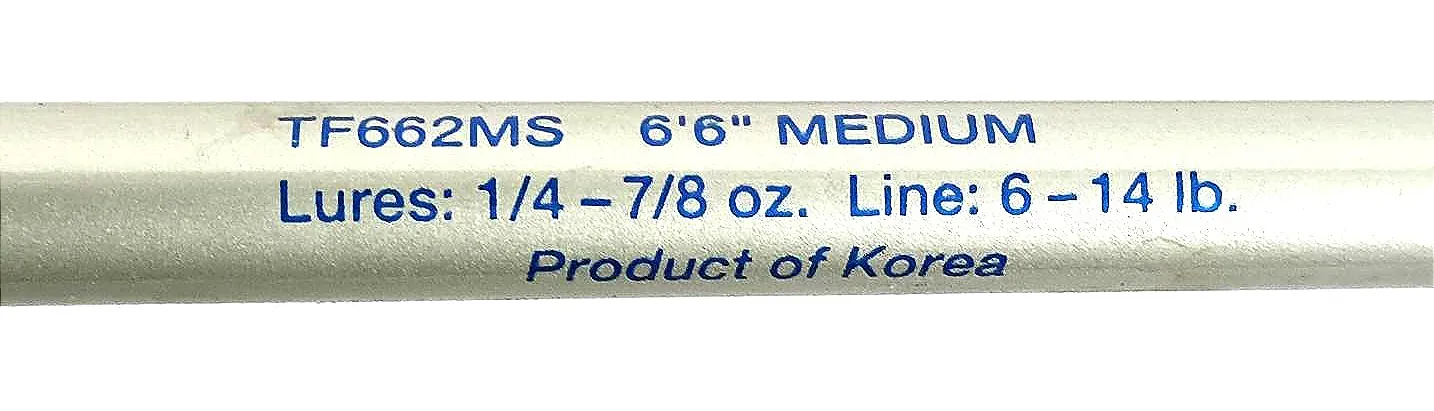 TF662MS 6'6" MEDIUM
Lures: 1/4 – 7/8 oz. Line: 6 – 14 lb.
Product of Korea